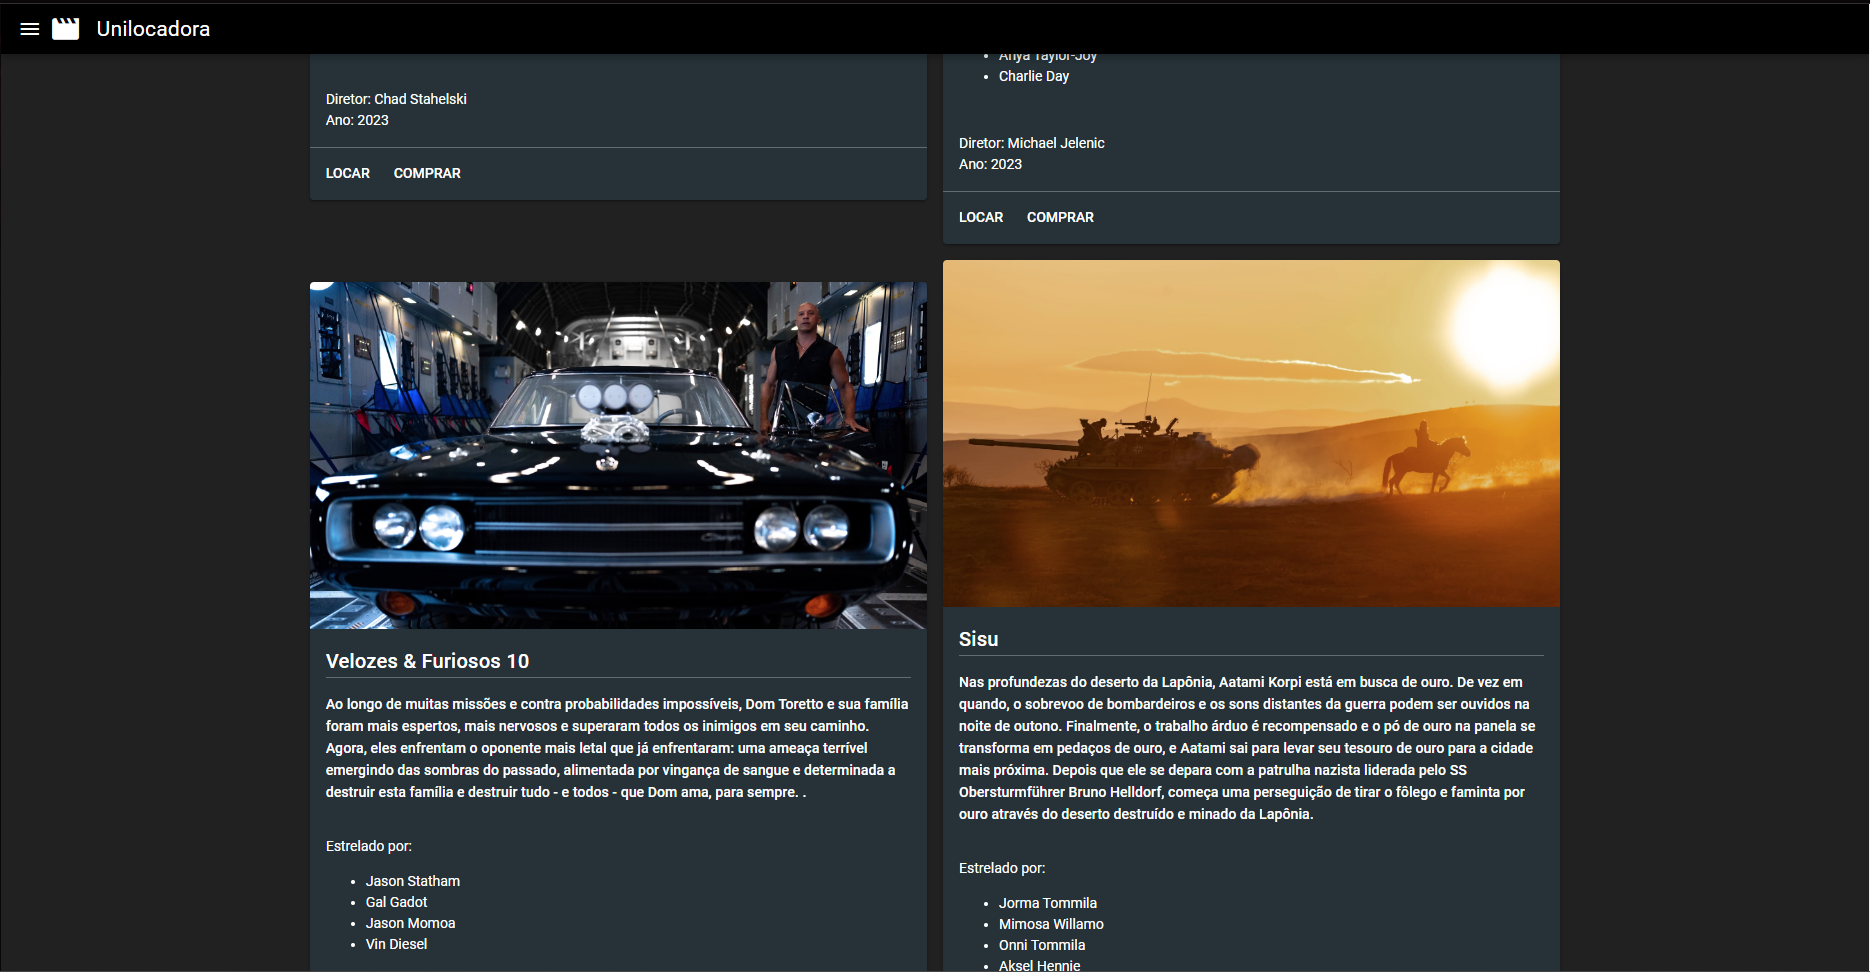 Unilocadora
Diretor: Chad Stahelski
Ano: 2023
LOCAR COMPRAR
Velozes & Furiosos 10
Ao longo de muitas missões e contra probabilidades impossíveis, Dom Toretto e sua família
foram mais espertos, mais nervosos e superaram todos os inimigos em seu caminho.
Agora, eles enfrentam o oponente mais letal que já enfrentaram: uma ameaça terrível
emergindo das sombras do passado, alimentada por vingança de sangue e determinada a
destruir esta família e destruir tudo - e todos - que Dom ama, para sempre. .
Estrelado por:
Jason Statham
Gal Gadot
Jason Momoa
Vin Diesel
Anya Taylor-Joy
Charlie Day
Diretor: Michael Jelenic
Ano: 2023
LOCAR COMPRAR
Sisu
Nas profundezas do deserto da Lapônia, Aatami Korpi está em busca de ouro. De vez em
quando, o sobrevoo de bombardeiros e os sons distantes da guerra podem ser ouvidos na
noite de outono. Finalmente, o trabalho árduo é recompensado e o pó de ouro na panela se
transforma em pedaços de ouro, e Aatami sai para levar seu tesouro de ouro para a cidade
mais próxima. Depois que ele se depara com a patrulha nazista liderada pelo SS
Obersturmführer Bruno Helldorf, começa uma perseguição de tirar o fôlego e faminta por
ouro através do deserto destruído e minado da Lapônia.
Estrelado por:
Jorma Tommila
Mimosa Willamo
Onni Tommila
Aksel Hennie